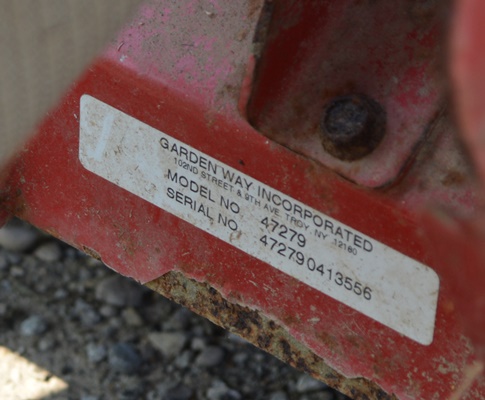 GARDEN WAY INCORPORATED
102ND STREET & 9TH AVE. TROY, NY 12180
MODEL NO 47279
SERIAL NO. 472790413556